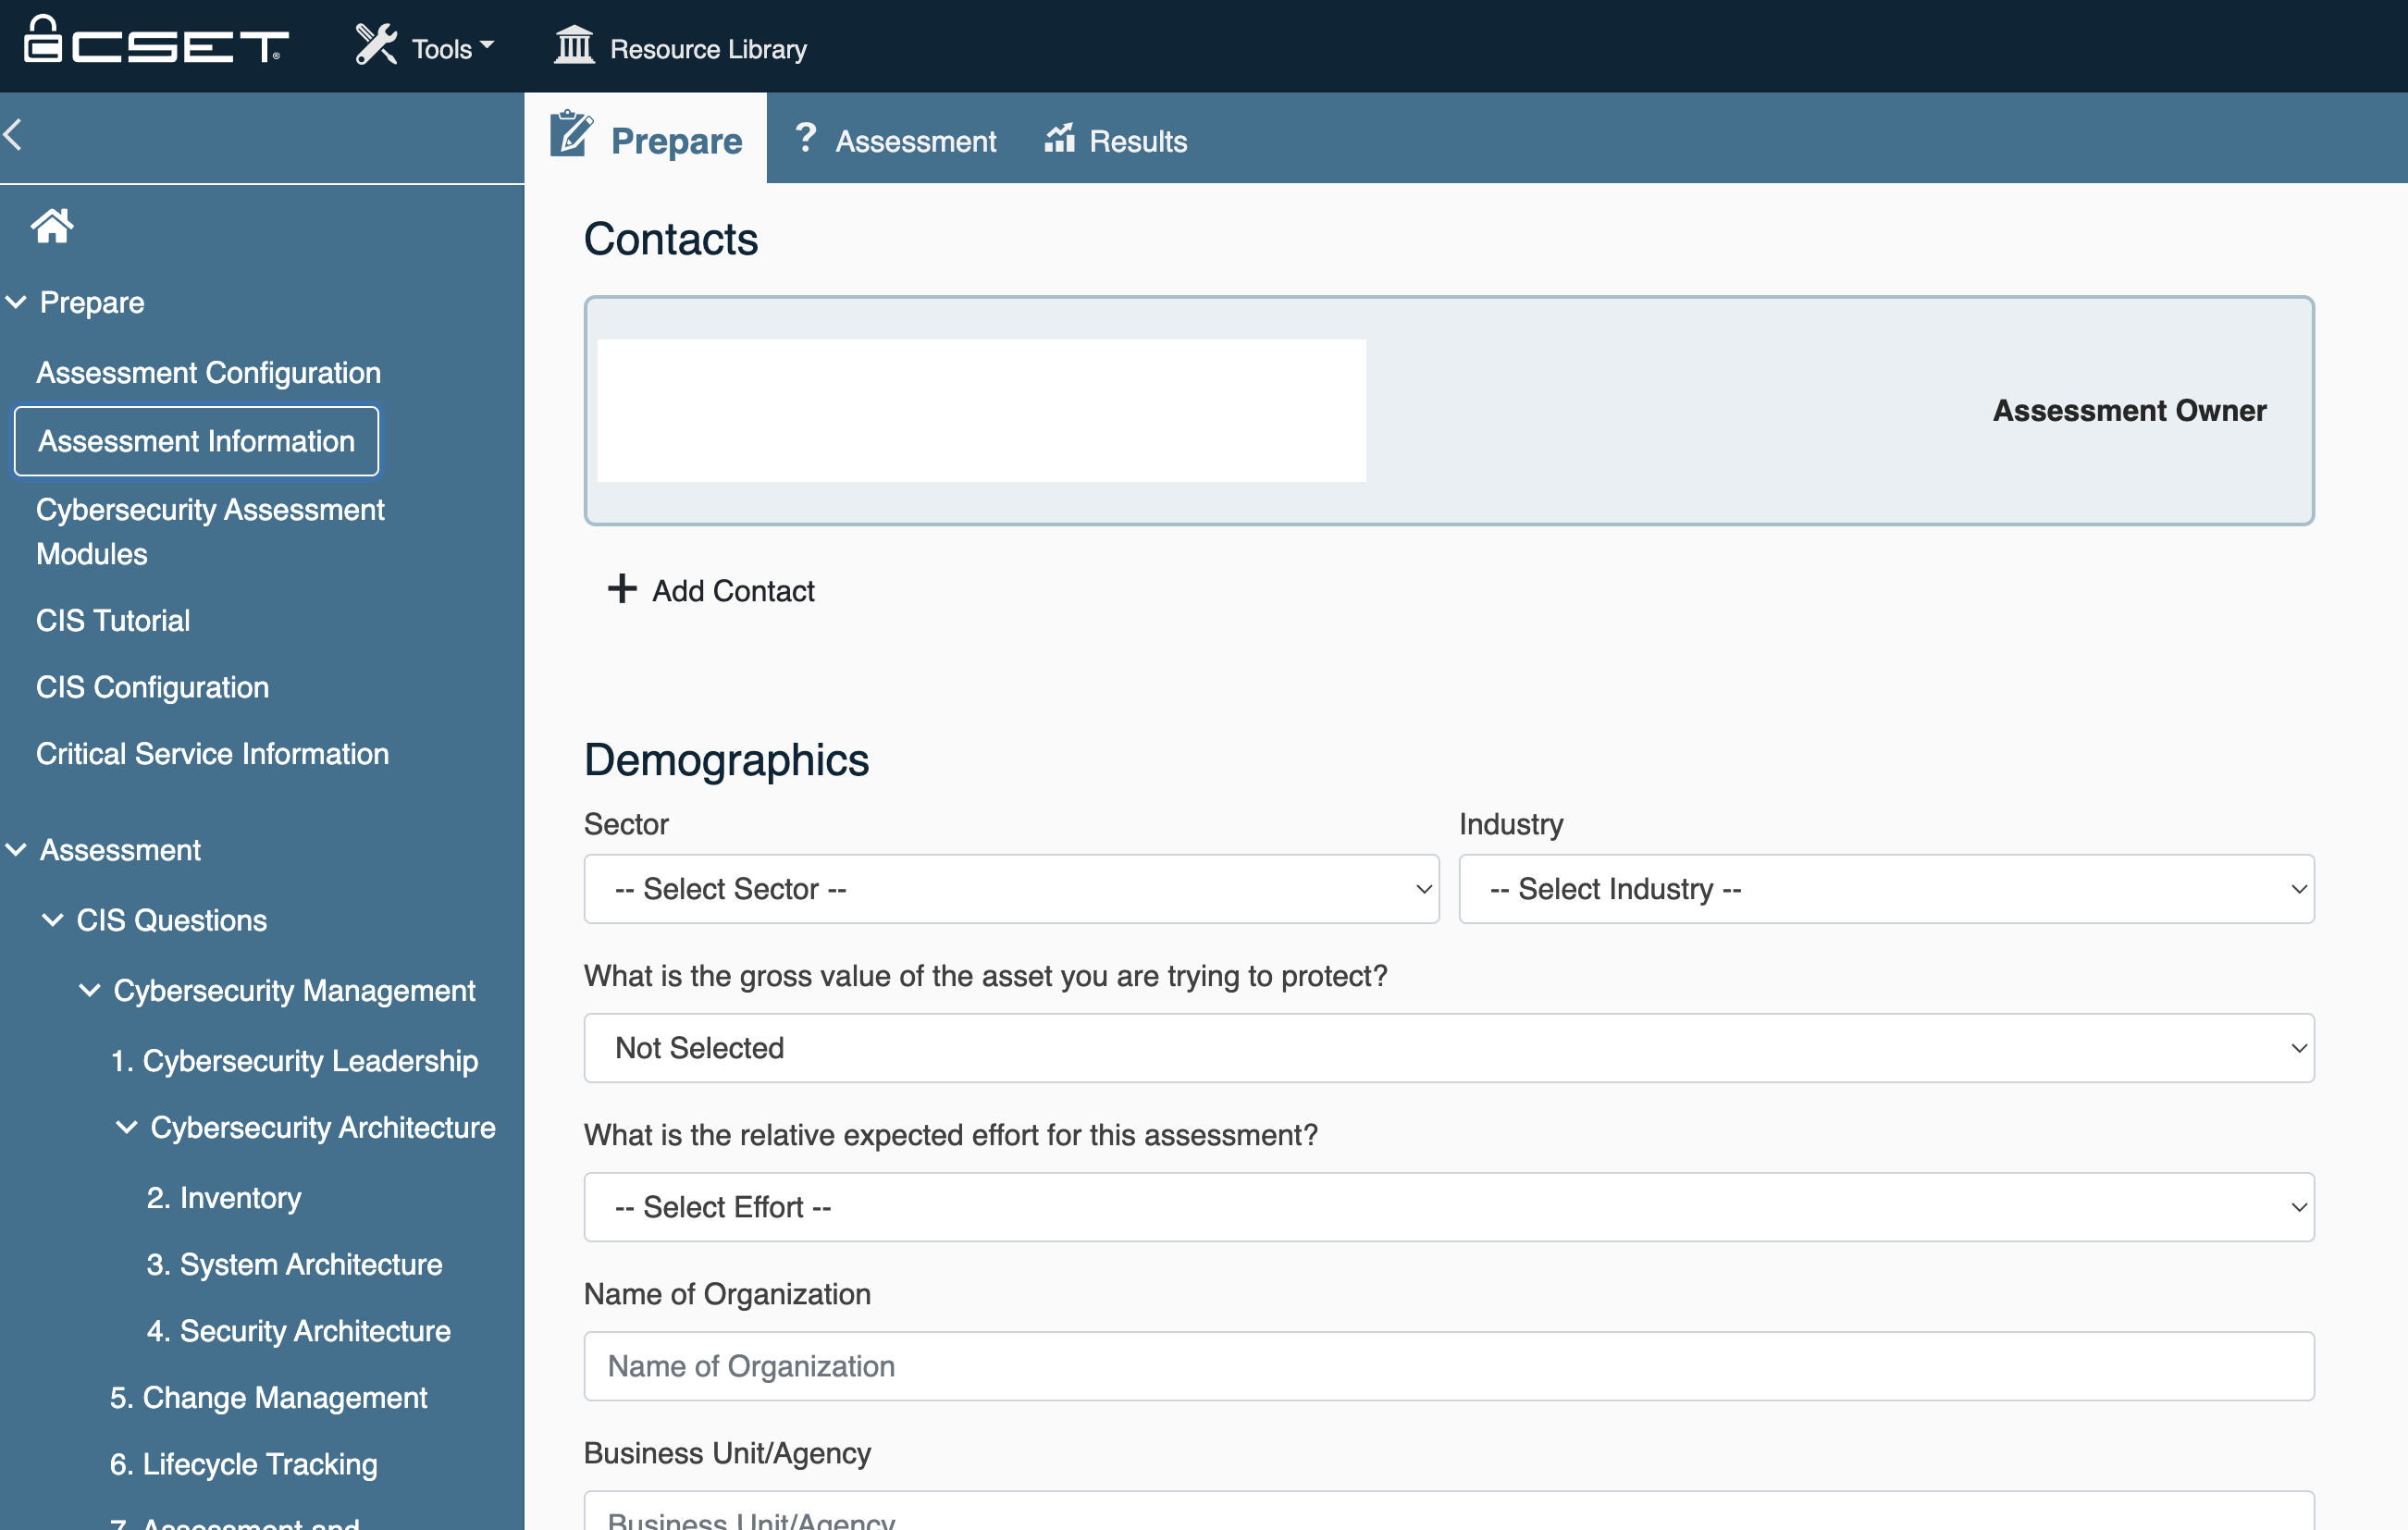 CSET®
Tools
Resource Library
Prepare
Assessment
Results
Prepare
Assessment Configuration
Assessment Information
Cybersecurity Assessment
Modules
CIS Tutorial
CIS Configuration
Critical Service Information
Assessment
CIS Questions
Cybersecurity Management
1. Cybersecurity Leadership
Cybersecurity Architecture
2. Inventory
3. System Architecture
4. Security Architecture
5. Change Management
6. Lifecycle Tracking
7. Assessment and
Contacts
Assessment Owner
Add Contact
Demographics
Sector
Industry
-- Select Sector --
-- Select Industry --
What is the gross value of the asset you are trying to protect?
Not Selected
What is the relative expected effort for this assessment?
-- Select Effort --
Name of Organization
Name of Organization
Business Unit/Agency
Business Unit/Agency